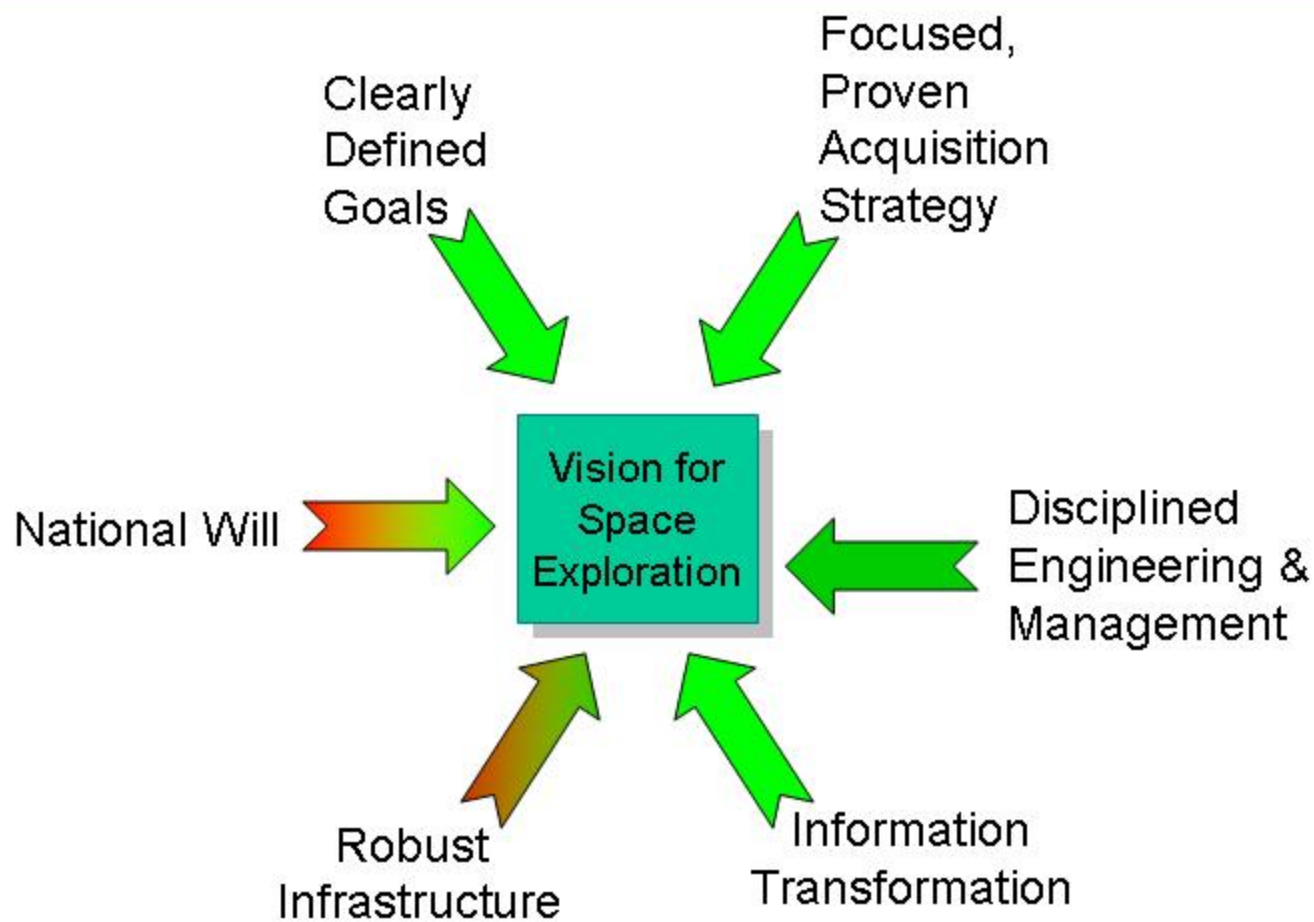 Clearly
Defined
Goals
Focused,
Proven
Acquisition
Strategy
National Will
Vision for
Space
Exploration
Disciplined
Engineering &
Management
Robust
Infrastructure
Information
Transformation